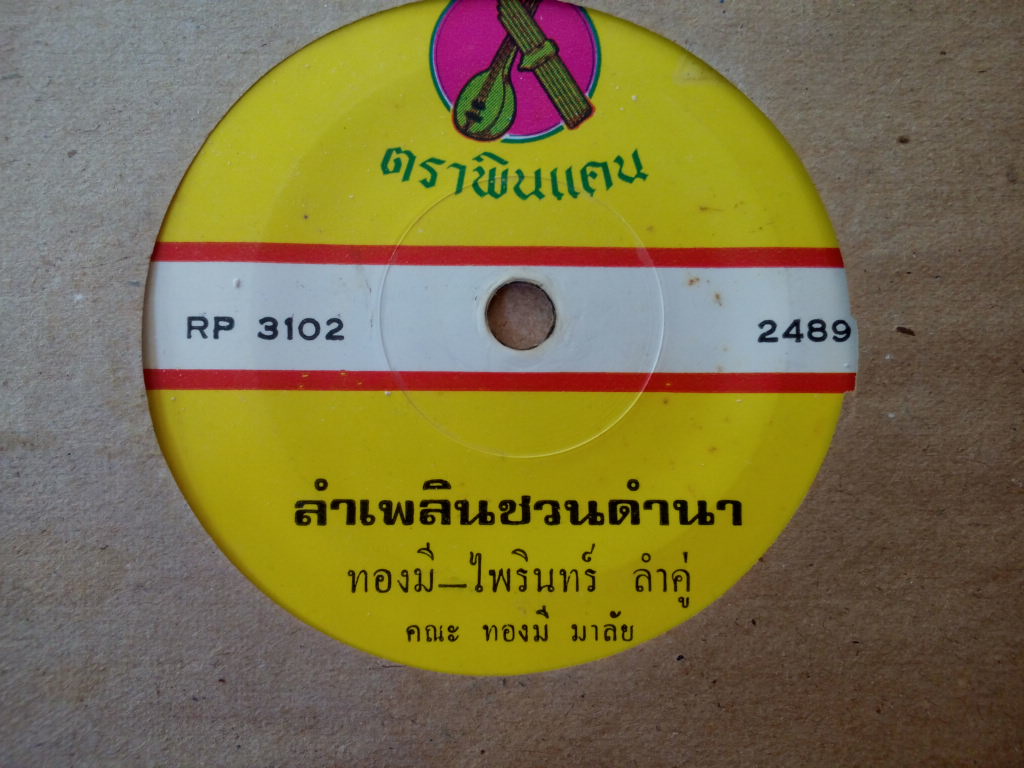 ตราพินแคน
RP 3102 2489
ลำเพลินชวนดำนา
ทองมี—ไพรินทร์ ลำคู่
คณะ ทองมี มาลัย